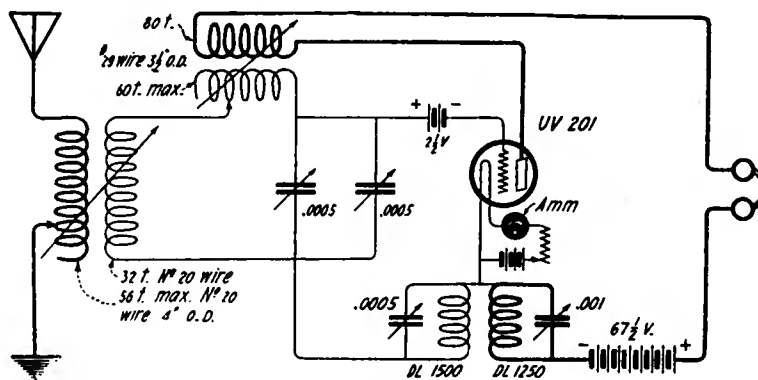 80 t.
#28 wire 3½" O.D.
60t. max.
+ -
2½ V
UV 201
.0005
.0005
Amm
32 t. Nº 20 wire
56 t. max. Nº 20
wire 4" O.D.
.0005
.001
67½ V.
- +
DL 1500
DL 1250